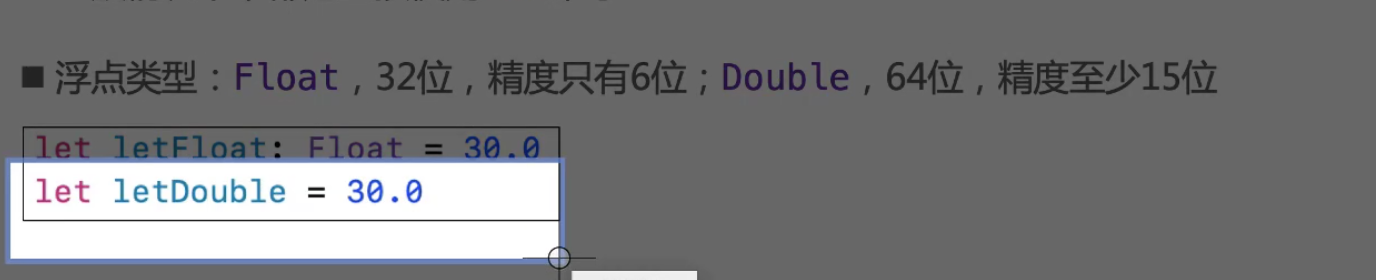 ■ 浮点类型：Float，32位，精度只有6位；Double，64位，精度至少15位
let letFloat: Float = 30.0
let letDouble = 30.0